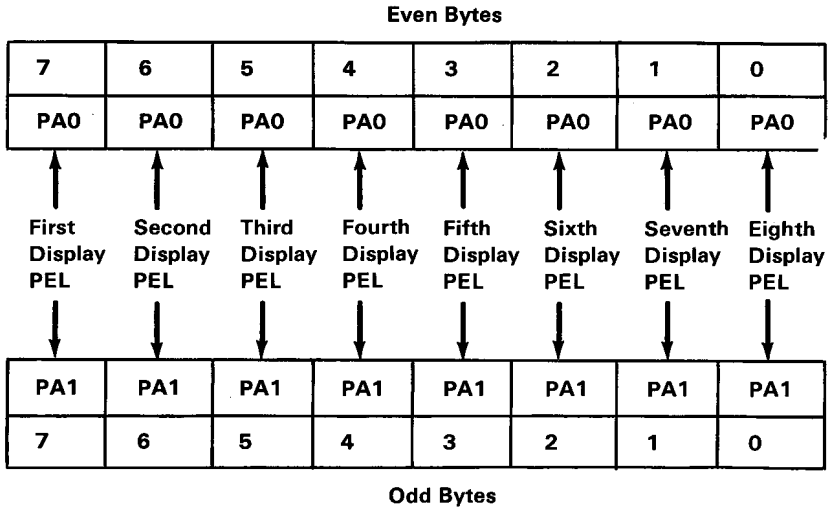 Even Bytes
7 6 5 4 3 2 1 0
PA0 PA0 PA0 PA0 PA0 PA0 PA0 PA0
First Second Third Fourth Fifth Sixth Seventh Eighth
Display Display Display Display Display Display Display Display
PEL PEL PEL PEL PEL PEL PEL PEL
PA1 PA1 PA1 PA1 PA1 PA1 PA1 PA1
7 6 5 4 3 2 1 0
Odd Bytes